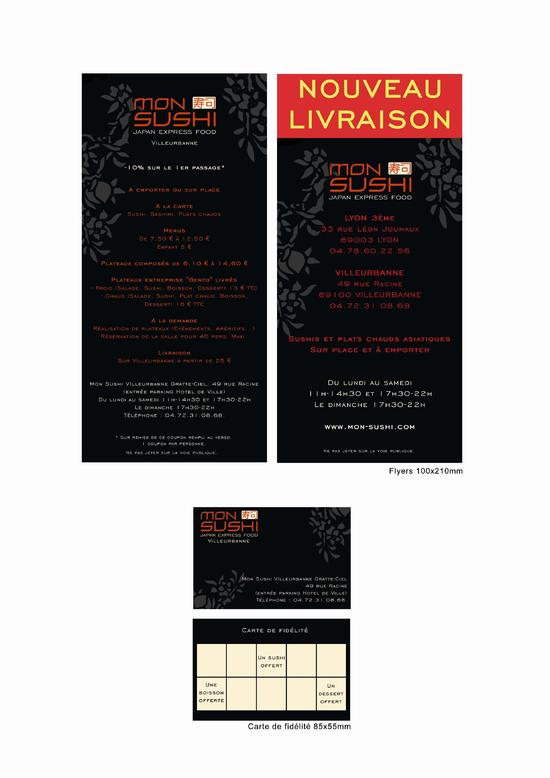 MON 寿司
SUSHI
JAPAN EXPRESS FOOD
Villeurbanne
-10% sur le 1er passage*
A emporter ou sur place
A la carte
Sushi, Sashimi, Plats chauds
Menus
De 7,50 € à 12,50 €
Enfant 5 €
Plateaux composés de 6,10 € à 14,60 €
Plateaux entreprise "Bento" livrés
- Froid (Salade, Sushi, Boisson, Dessert) 13 € TTC
- Chaud (Salade, Sushi, Plat chaud, Boisson,
Dessert) 16 € TTC
A la demande
Réalisation de plateaux (Evénements, apéritifs...)
Réservation de la salle pour 40 pers. Maxi
Livraison
Sur Villeurbanne à partir de 25 €
Mon Sushi Villeurbanne Gratte-Ciel, 49 rue Racine
(entrée parking Hotel de Ville)
Du lundi au samedi 11h-14h30 et 17h30-22h
Le dimanche 17h30-22h
Téléphone : 04.72.31.08.68.
* Sur remise de ce coupon rempli au verso.
1 coupon par personne.
Ne pas jeter sur la voie publique.
NOUVEAU
LIVRAISON
MON 寿司
SUSHI
JAPAN EXPRESS FOOD
LYON 3ÈME
33 rue Léon Jouhaux
69003 LYON
04.78.60.22.56
VILLEURBANNE
49 rue Racine
69100 VILLEURBANNE
04.72.31.08.68
Sushis et plats chauds asiatiques
Sur place et à emporter
Du lundi au samedi
11h-14h30 et 17h30-22h
Le dimanche 17h30-22h
www.mon-sushi.com
Ne pas jeter sur la voie publique.
Flyers 100x210mm
MON 寿司
SUSHI
JAPAN EXPRESS FOOD
Villeurbanne
Mon Sushi Villeurbanne Gratte-Ciel
49 rue Racine
(entrée parking Hotel de Ville)
Téléphone : 04.72.31.08.68.
Carte de fidélité
Un sushi
offert
Une
boisson
offerte
Un
dessert
offert
Carte de fidélité 85x55mm